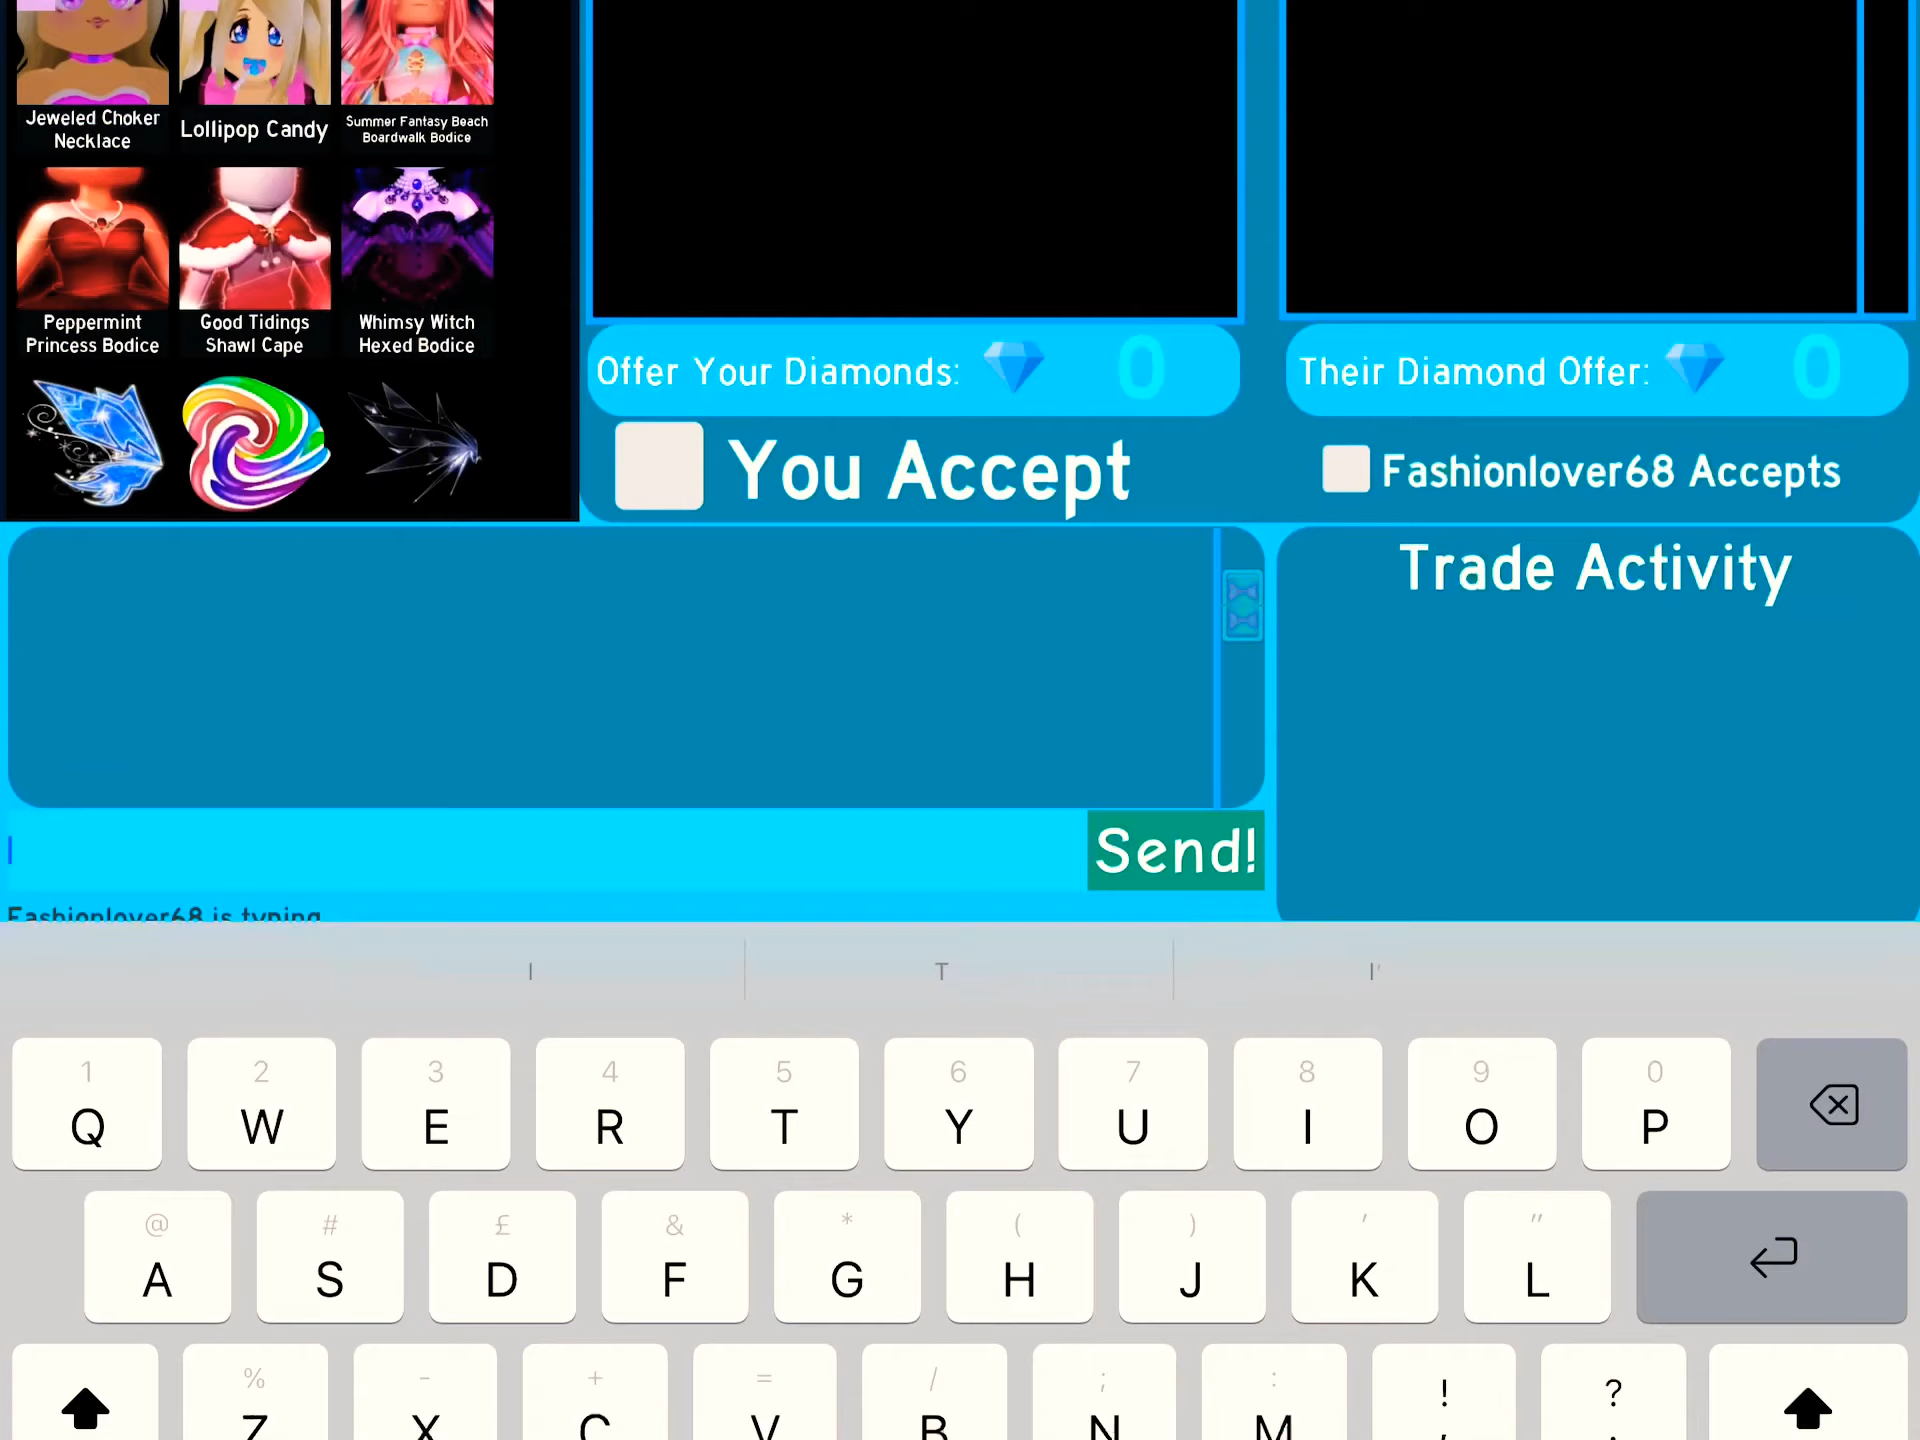 Jeweled Choker
Necklace
Lollipop Candy
Summer Fantasy Beach
Boardwalk Bodice
Peppermint
Princess Bodice
Good Tidings
Shawl Cape
Whimsy Witch
Hexed Bodice
Offer Your Diamonds: 0
Their Diamond Offer: 0
You Accept
Fashionlover68 Accepts
Trade Activity
Send!
Fashionlover68 is typing
I T I'
1 2 3 4 5 6 7 8 9 0
Q W E R T Y U I O P
@ # £ & * ( ) ' "
A S D F G H J K L
% - + = / ; : ! ?
Z X C V B N M , .